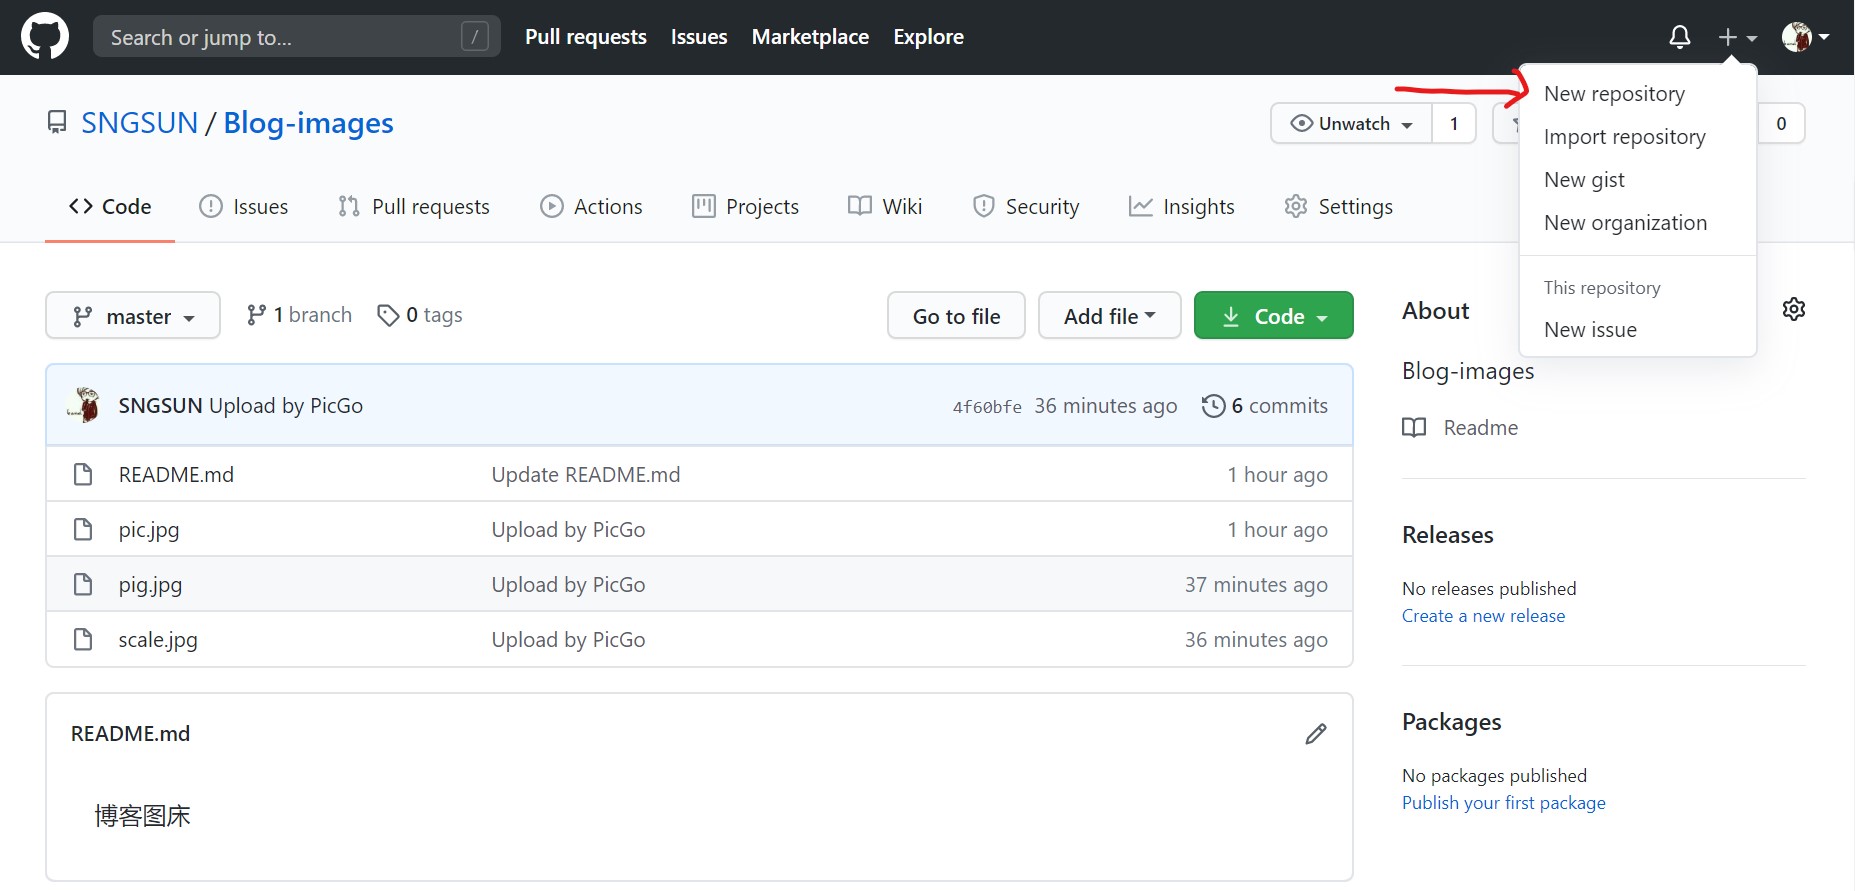 Search or jump to... /
Pull requests Issues Marketplace Explore
New repository
Import repository
New gist
New organization
This repository
New issue
SNGSUN / Blog-images
Unwatch 1
0
Code Issues Pull requests Actions Projects Wiki Security Insights Settings
master 1 branch 0 tags
Go to file Add file Code
SNGSUN Upload by PicGo 4f60bfe 36 minutes ago 6 commits
README.md Update README.md 1 hour ago
pic.jpg Upload by PicGo 1 hour ago
pig.jpg Upload by PicGo 37 minutes ago
scale.jpg Upload by PicGo 36 minutes ago
README.md
博客图床
About
Blog-images
Readme
Releases
No releases published
Create a new release
Packages
No packages published
Publish your first package